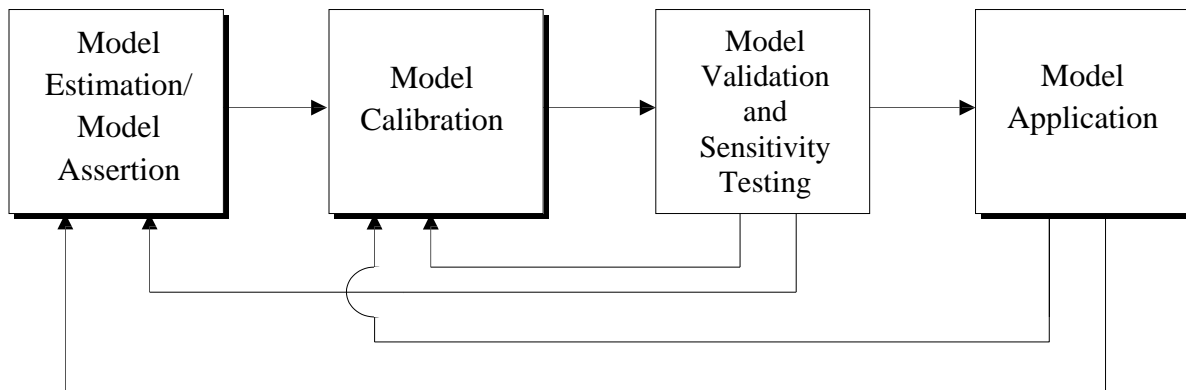 Model
Estimation/
Model
Assertion
Model
Calibration
Model
Validation
and
Sensitivity
Testing
Model
Application